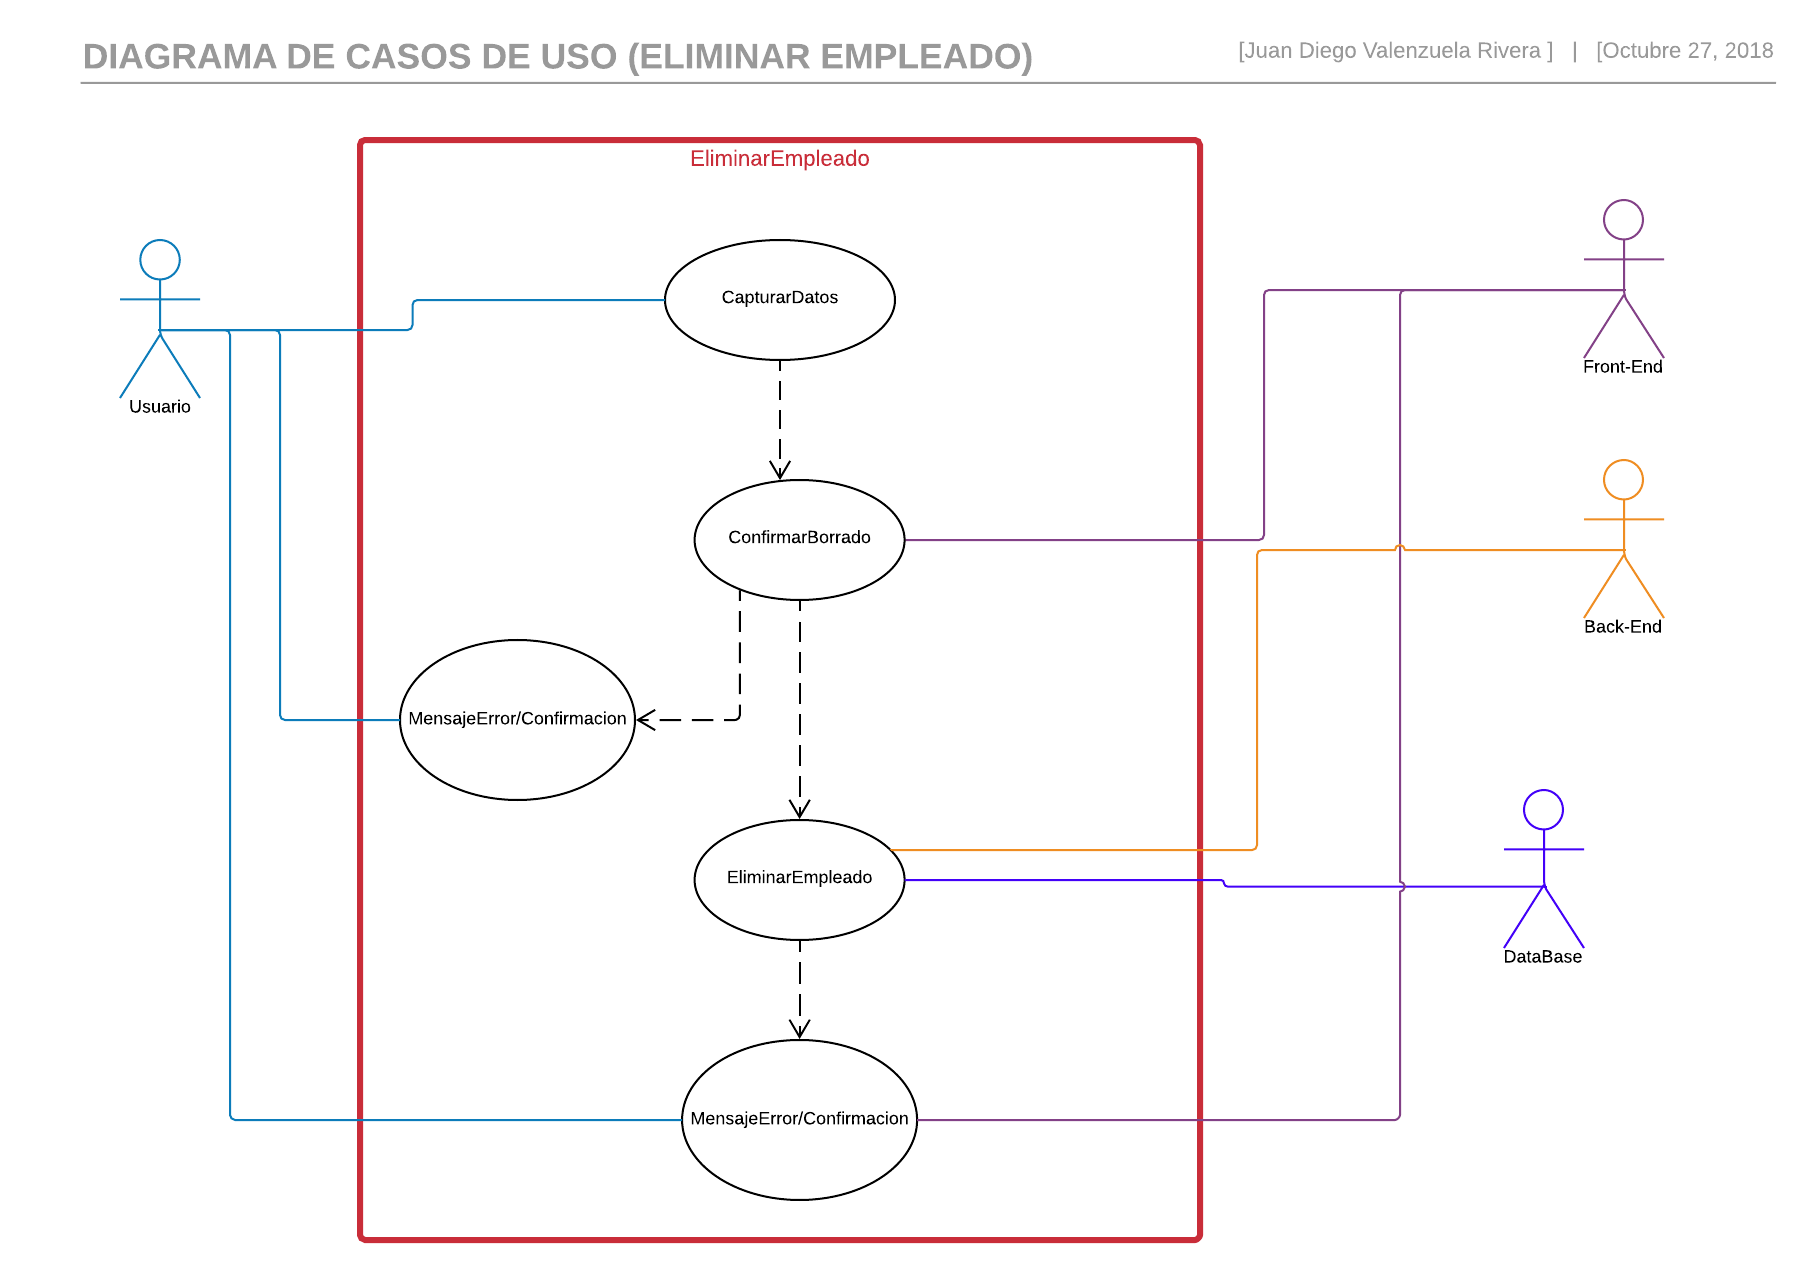 DIAGRAMA DE CASOS DE USO (ELIMINAR EMPLEADO)
[Juan Diego Valenzuela Rivera ] | [Octubre 27, 2018
EliminarEmpleado
CapturarDatos
Usuario
Front-End
ConfirmarBorrado
Back-End
MensajeError/Confirmacion
EliminarEmpleado
DataBase
MensajeError/Confirmacion